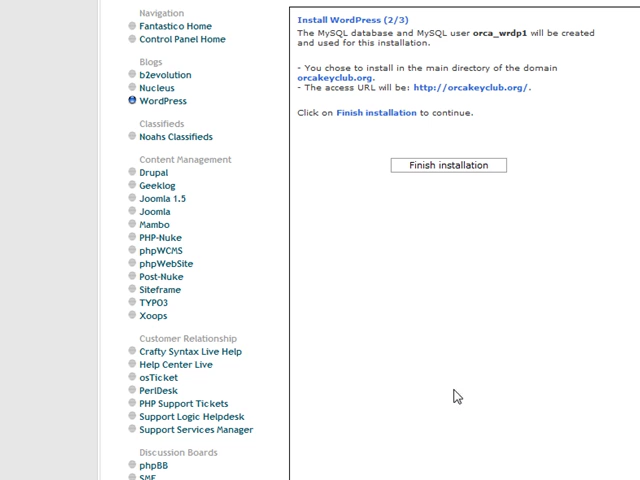 Navigation
Fantastico Home
Control Panel Home
Blogs
b2evolution
Nucleus
WordPress
Classifieds
Noahs Classifieds
Content Management
Drupal
Geeklog
Joomla 1.5
Joomla
Mambo
PHP-Nuke
phpWCMS
phpWebSite
Post-Nuke
Siteframe
TYPO3
Xoops
Customer Relationship
Crafty Syntax Live Help
Help Center Live
osTicket
PerlDesk
PHP Support Tickets
Support Logic Helpdesk
Support Services Manager
Discussion Boards
phpBB
SMF
Install WordPress (2/3)
The MySQL database and MySQL user orca_wrdp1 will be created
and used for this installation.
- You chose to install in the main directory of the domain
orcakeyclub.org.
- The access URL will be: http://orcakeyclub.org/.
Click on Finish installation to continue.
Finish installation